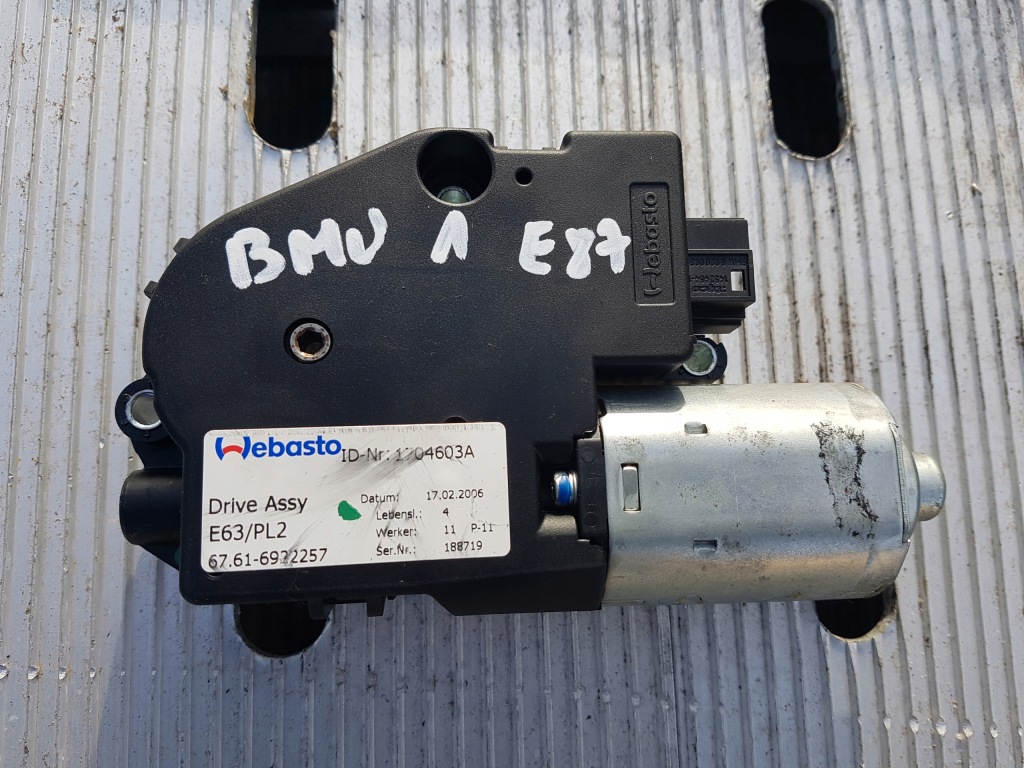 BMW 1 E87
Webasto
Webasto ID-Nr: 1704603A
Drive Assy
E63/PL2
67.61-6922257
Datum: 17.02.2006
Lebensl.: 4
Werker: 11 P-11
Ser.Nr.: 188719